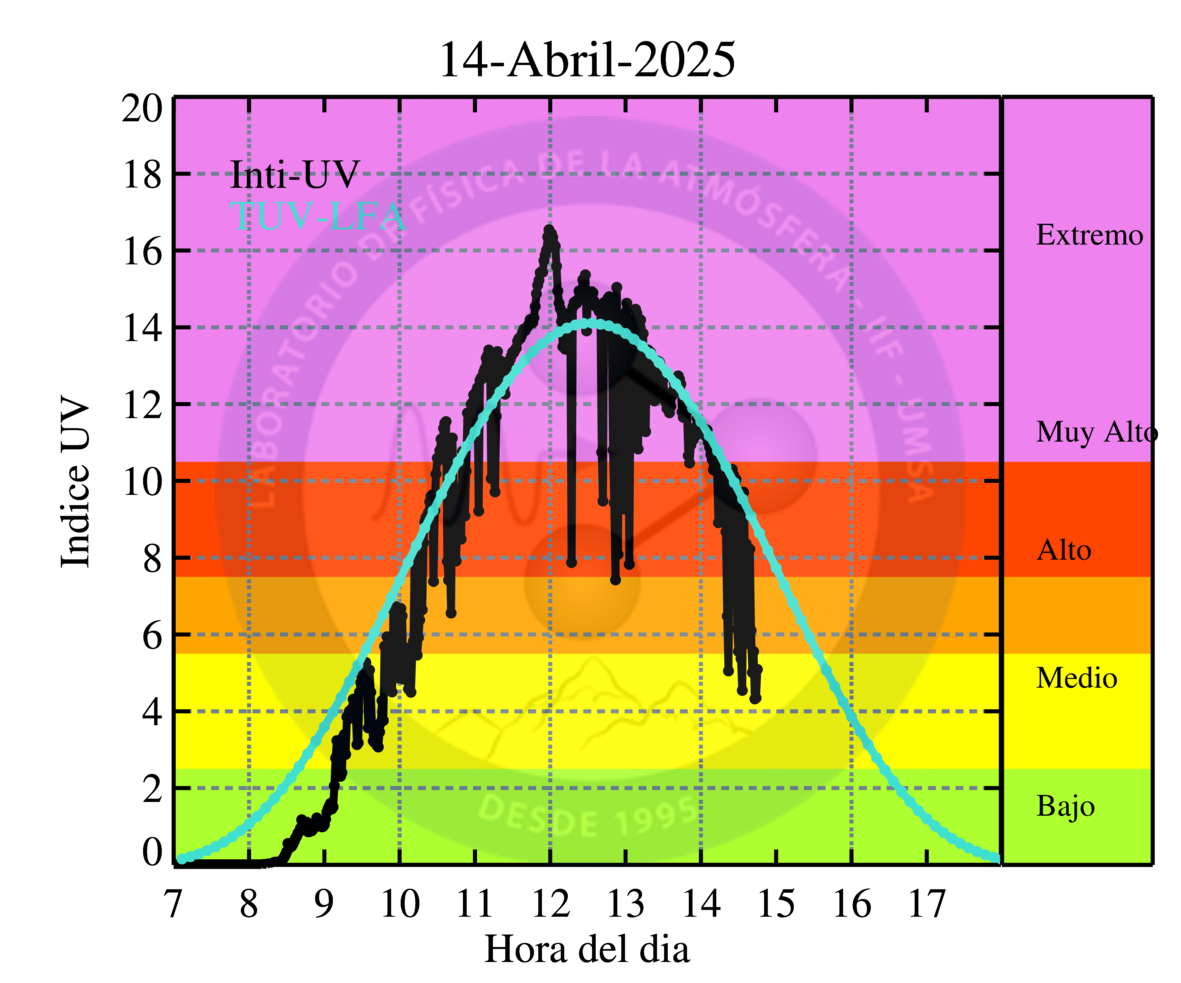 14-Abril-2025
20
18
16
14
12
10
8
6
4
2
0
Indice UV
Inti-UV
TUV-LFA
LABORATORIO DE FÍSICA DE LA ATMÓSFERA - IIF - UMSA
DESDE 1995
Extremo
Muy Alto
Alto
Medio
Bajo
7 8 9 10 11 12 13 14 15 16 17
Hora del dia